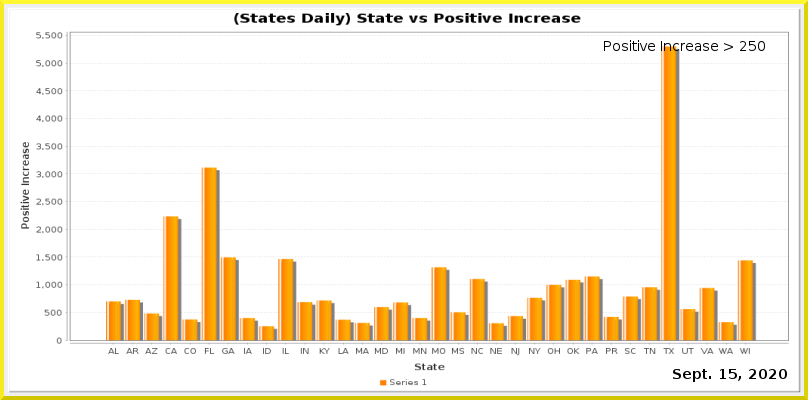 (States Daily) State vs Positive Increase
Positive Increase > 250
Positive Increase
5,500
5,000
4,500
4,000
3,500
3,000
2,500
2,000
1,500
1,000
500
0
AL AR AZ CA CO FL GA IA ID IL IN KY LA MA MD MI MN MO MS NC NE NJ NY OH OK PA PR SC TN TX UT VA WA WI
State
Sept. 15, 2020
Series 1